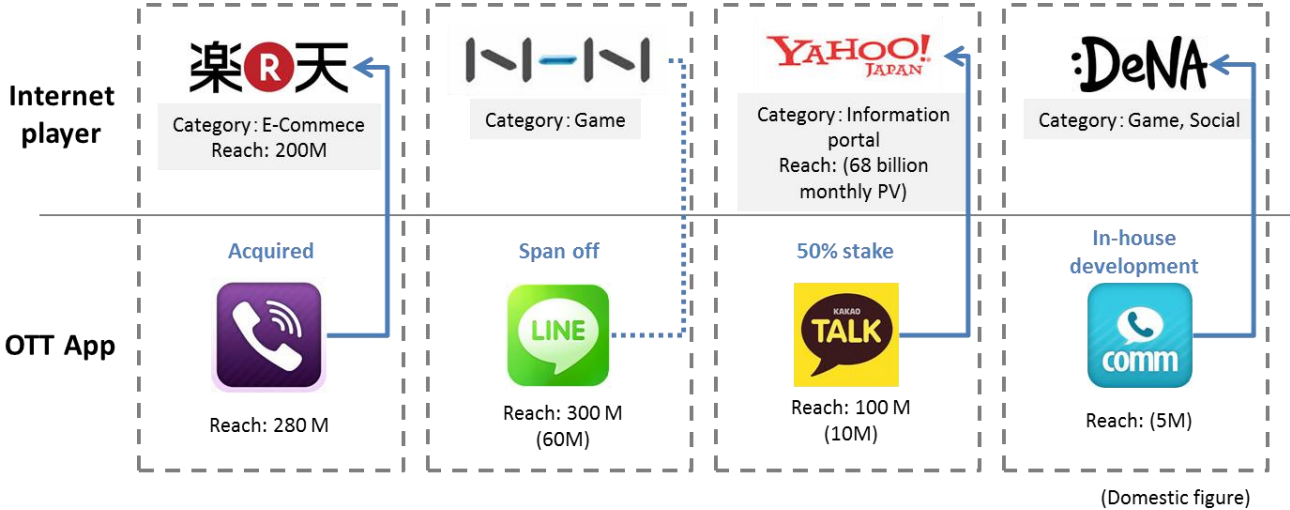 Internet
player
楽R天
Category : E-Commece
Reach: 200M
N-N
Category : Game
YAHOO!
JAPAN
Category : Information
portal
Reach: (68 billion
monthly PV)
:DeNA
Category : Game, Social
OTT App
Acquired
Reach: 280 M
Span off
LINE
Reach: 300 M
(60M)
50% stake
KAKAO
TALK
Reach: 100 M
(10M)
In-house
development
comm
Reach: (5M)
(Domestic figure)